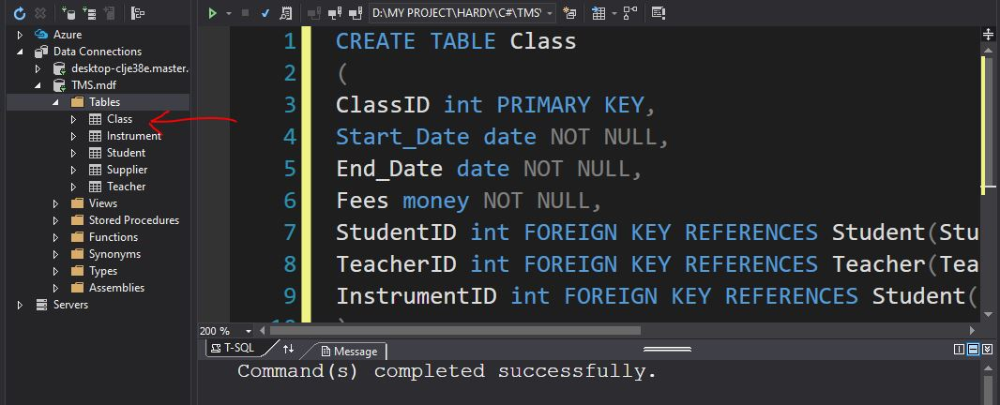 D:\MY PROJECT\HARDY\C#\TMS\
Azure
Data Connections
desktop-clje38e.master.
TMS.mdf
Tables
Class
Instrument
Student
Supplier
Teacher
Views
Stored Procedures
Functions
Synonyms
Types
Assemblies
Servers
1 CREATE TABLE Class
2 (
3 ClassID int PRIMARY KEY,
4 Start_Date date NOT NULL,
5 End_Date date NOT NULL,
6 Fees money NOT NULL,
7 StudentID int FOREIGN KEY REFERENCES Student(Stu
8 TeacherID int FOREIGN KEY REFERENCES Teacher(Tea
9 InstrumentID int FOREIGN KEY REFERENCES Student(
200 %
T-SQL
Message
Command(s) completed successfully.